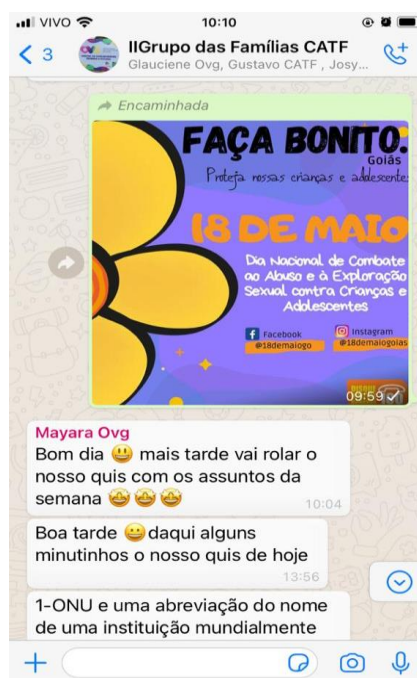 VIVO 10:10
3 IIGrupo das Famílias CATF
Glauciene Ovg, Gustavo CATF , Josy...
Encaminhada
FAÇA BONITO.
Goiás
Proteja nossas crianças e adolescente
18 DE MAIO
Dia Nacional de Combate
ao Abuso e à Exploração
Sexual contra Crianças e
Adolescentes
Facebook Instagram
@18demaiogo @18demaiogoias
DISQUE
09:59
Mayara Ovg
Bom dia 😃 mais tarde vai rolar o
nosso quis com os assuntos da
semana 🤩🤩🤩
10:04
Boa tarde 😀daqui alguns
minutinhos o nosso quis de hoje
13:56
1-ONU e uma abreviação do nome
de uma instituição mundialmente